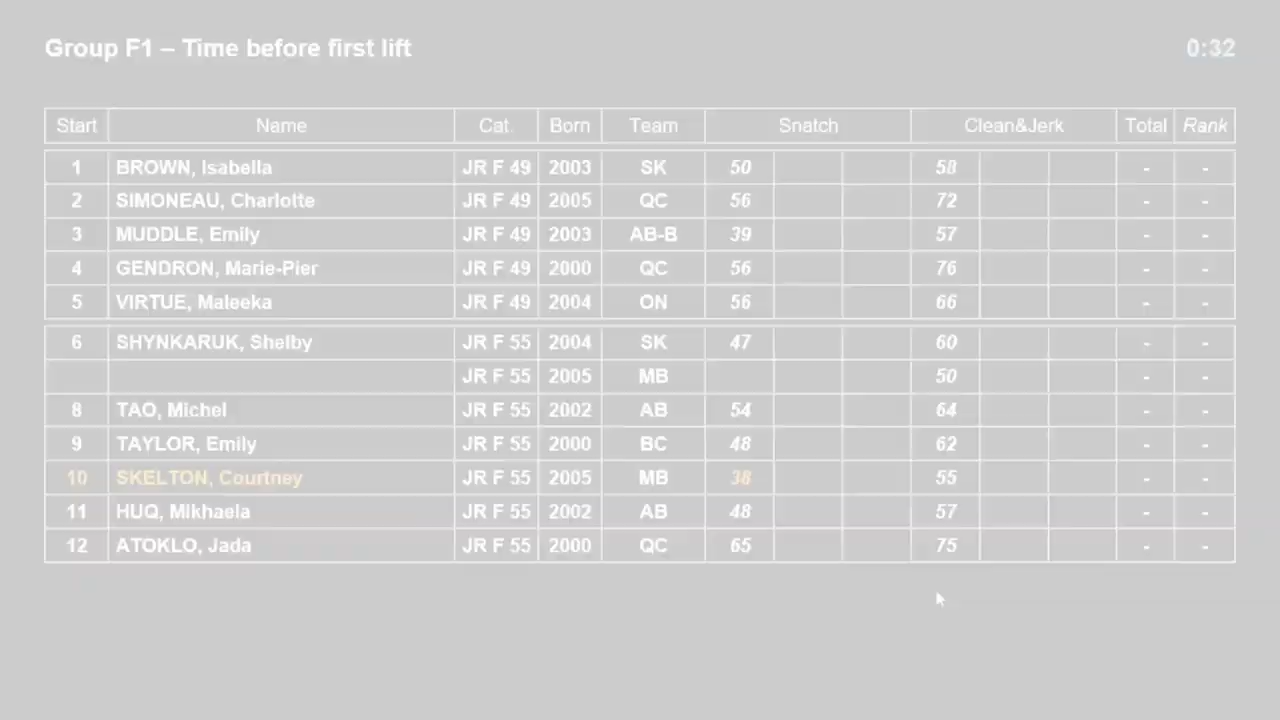 Group F1 – Time before first lift 0:32
Start Name Cat. Born Team Snatch Clean&Jerk Total Rank
1 BROWN, Isabella JR F 49 2003 SK 50 58 - -
2 SIMONEAU, Charlotte JR F 49 2005 QC 56 72 - -
3 MUDDLE, Emily JR F 49 2003 AB-B 39 57 - -
4 GENDRON, Marie-Pier JR F 49 2000 QC 56 76 - -
5 VIRTUE, Maleeka JR F 49 2004 ON 56 66 - -
6 SHYNKARUK, Shelby JR F 55 2004 SK 47 60 - -
JR F 55 2005 MB 50 - -
8 TAO, Michel JR F 55 2002 AB 54 64 - -
9 TAYLOR, Emily JR F 55 2000 BC 48 62 - -
10 SKELTON, Courtney JR F 55 2005 MB 38 55 - -
11 HUQ, Mikhaela JR F 55 2002 AB 48 57 - -
12 ATOKLO, Jada JR F 55 2000 QC 65 75 - -